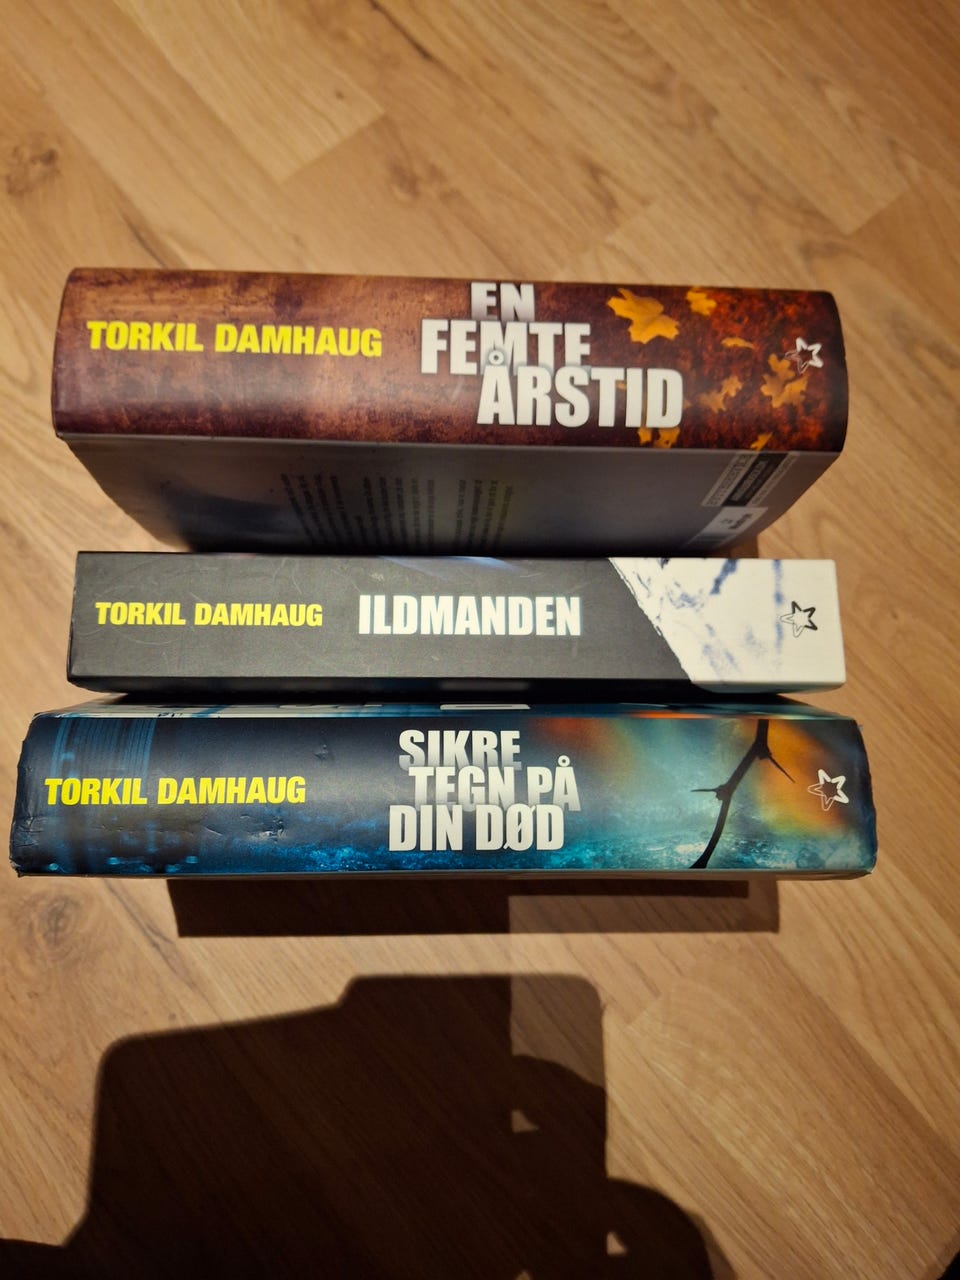 TORKIL DAMHAUG
EN
FEMTE
ÅRSTID
TORKIL DAMHAUG
ILDMANDEN
TORKIL DAMHAUG
SIKRE
TEGN PÅ
DIN DØD